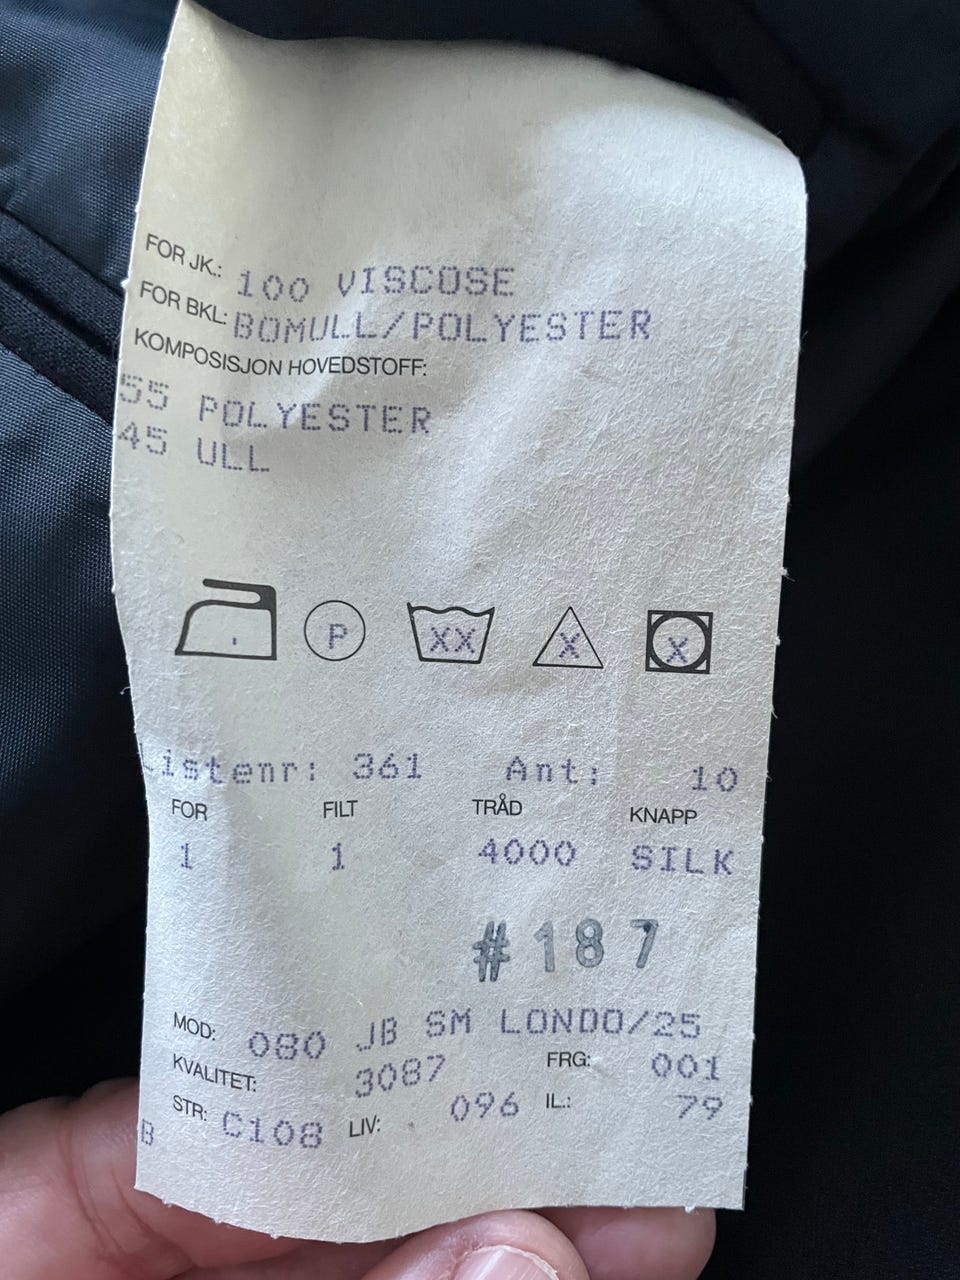 FOR JK.: 100 VISCOSE
FOR BKL: BOMULL/POLYESTER
KOMPOSISJON HOVEDSTOFF:
55 POLYESTER
45 ULL
. P XX X X
Listenr: 361 Ant: 10
FOR FILT TRÅD KNAPP
1 1 4000 SILK
#187
MOD: 080 JB SM LONDO/25
KVALITET: 3087 FRG: 001
STR: C108 LIV: 096 IL.: 79
B